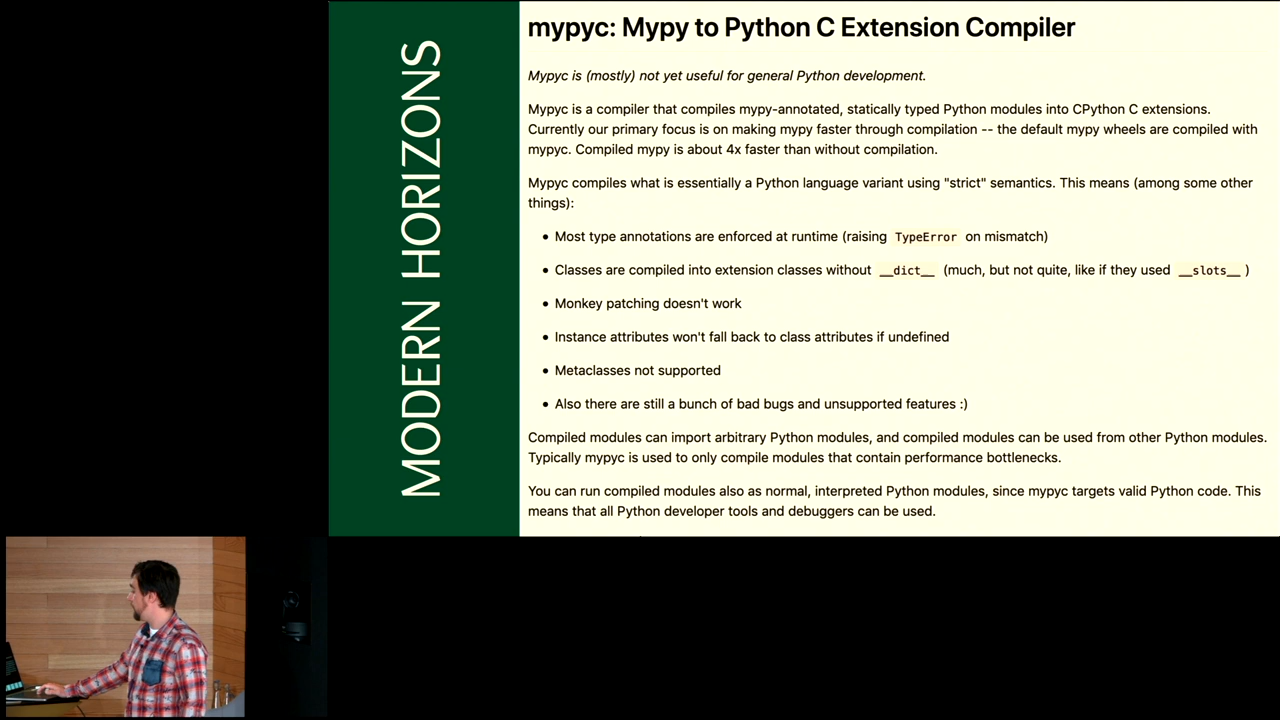 MODERN HORIZONS
mypyc: Mypy to Python C Extension Compiler
Mypyc is (mostly) not yet useful for general Python development.
Mypyc is a compiler that compiles mypy-annotated, statically typed Python modules into CPython C extensions.
Currently our primary focus is on making mypy faster through compilation -- the default mypy wheels are compiled with
mypyc. Compiled mypy is about 4x faster than without compilation.
Mypyc compiles what is essentially a Python language variant using "strict" semantics. This means (among some other
things):
• Most type annotations are enforced at runtime (raising TypeError on mismatch)
• Classes are compiled into extension classes without __dict__ (much, but not quite, like if they used __slots__ )
• Monkey patching doesn't work
• Instance attributes won't fall back to class attributes if undefined
• Metaclasses not supported
• Also there are still a bunch of bad bugs and unsupported features :)
Compiled modules can import arbitrary Python modules, and compiled modules can be used from other Python modules.
Typically mypyc is used to only compile modules that contain performance bottlenecks.
You can run compiled modules also as normal, interpreted Python modules, since mypyc targets valid Python code. This
means that all Python developer tools and debuggers can be used.